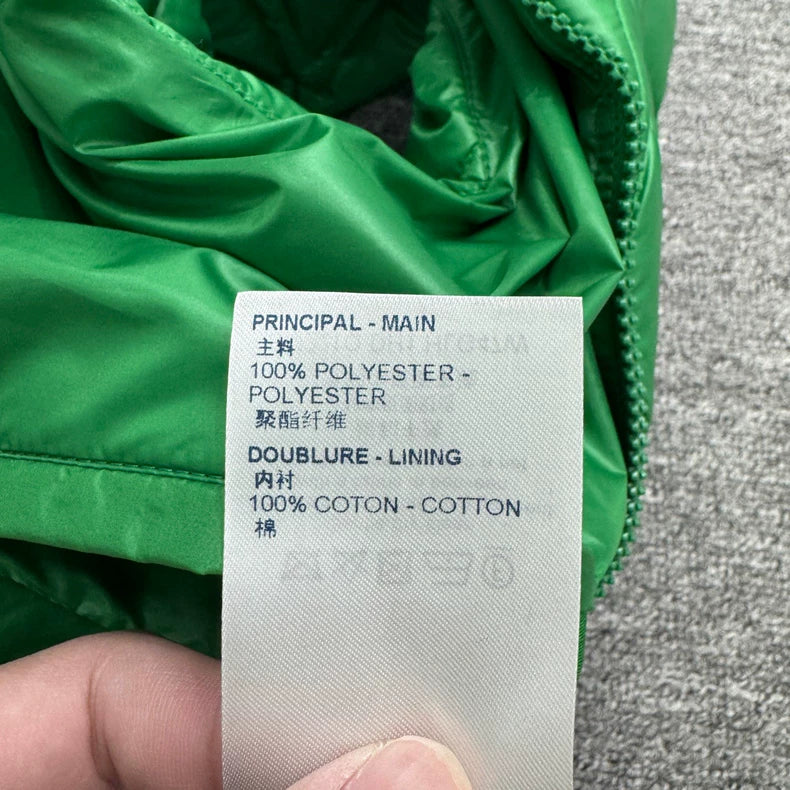 PRINCIPAL - MAIN
主料
100% POLYESTER -
POLYESTER
聚酯纤维
DOUBLURE - LINING
内衬
100% COTON - COTTON
棉